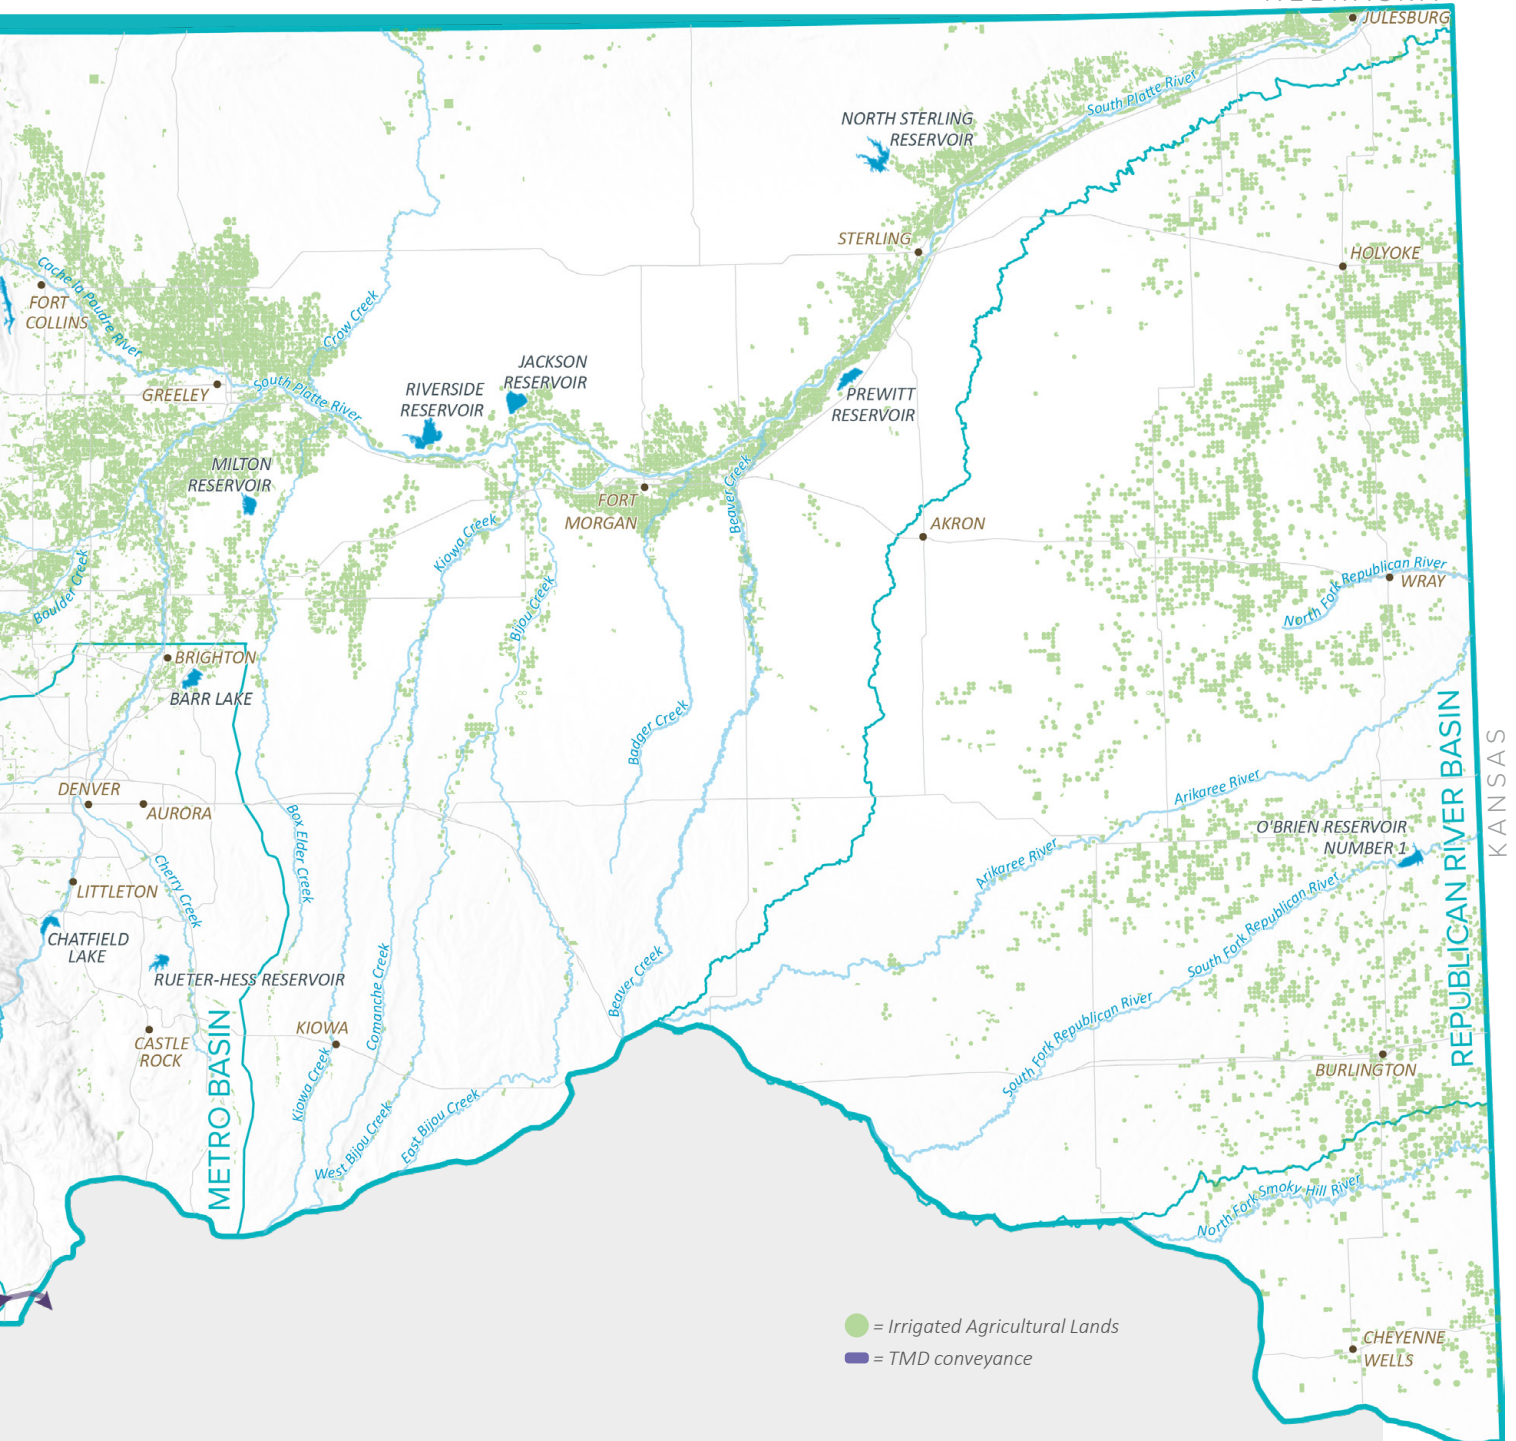 JULESBURG
South Platte River
NORTH STERLING
RESERVOIR
STERLING
HOLYOKE
Cache la Poudre River
FORT
COLLINS
Crow Creek
GREELEY
South Platte River
RIVERSIDE
RESERVOIR
JACKSON
RESERVOIR
PREWITT
RESERVOIR
MILTON
RESERVOIR
FORT
MORGAN
Beaver Creek
AKRON
Kiowa Creek
Boulder Creek
Bijou Creek
North Fork Republican River
WRAY
BRIGHTON
BARR LAKE
Badger Creek
DENVER
AURORA
Arikaree River
REPUBLICAN RIVER BASIN
KANSAS
Box Elder Creek
O'BRIEN RESERVOIR
NUMBER 1
Cherry Creek
LITTLETON
Arikaree River
CHATFIELD
LAKE
South Fork Republican River
RUETER-HESS RESERVOIR
Comanche Creek
Beaver Creek
METRO BASIN
CASTLE
ROCK
KIOWA
South Fork Republican River
BURLINGTON
Kiowa Creek
West Bijou Creek
East Bijou Creek
North Fork Smoky Hill River
= Irrigated Agricultural Lands
= TMD conveyance
CHEYENNE
WELLS